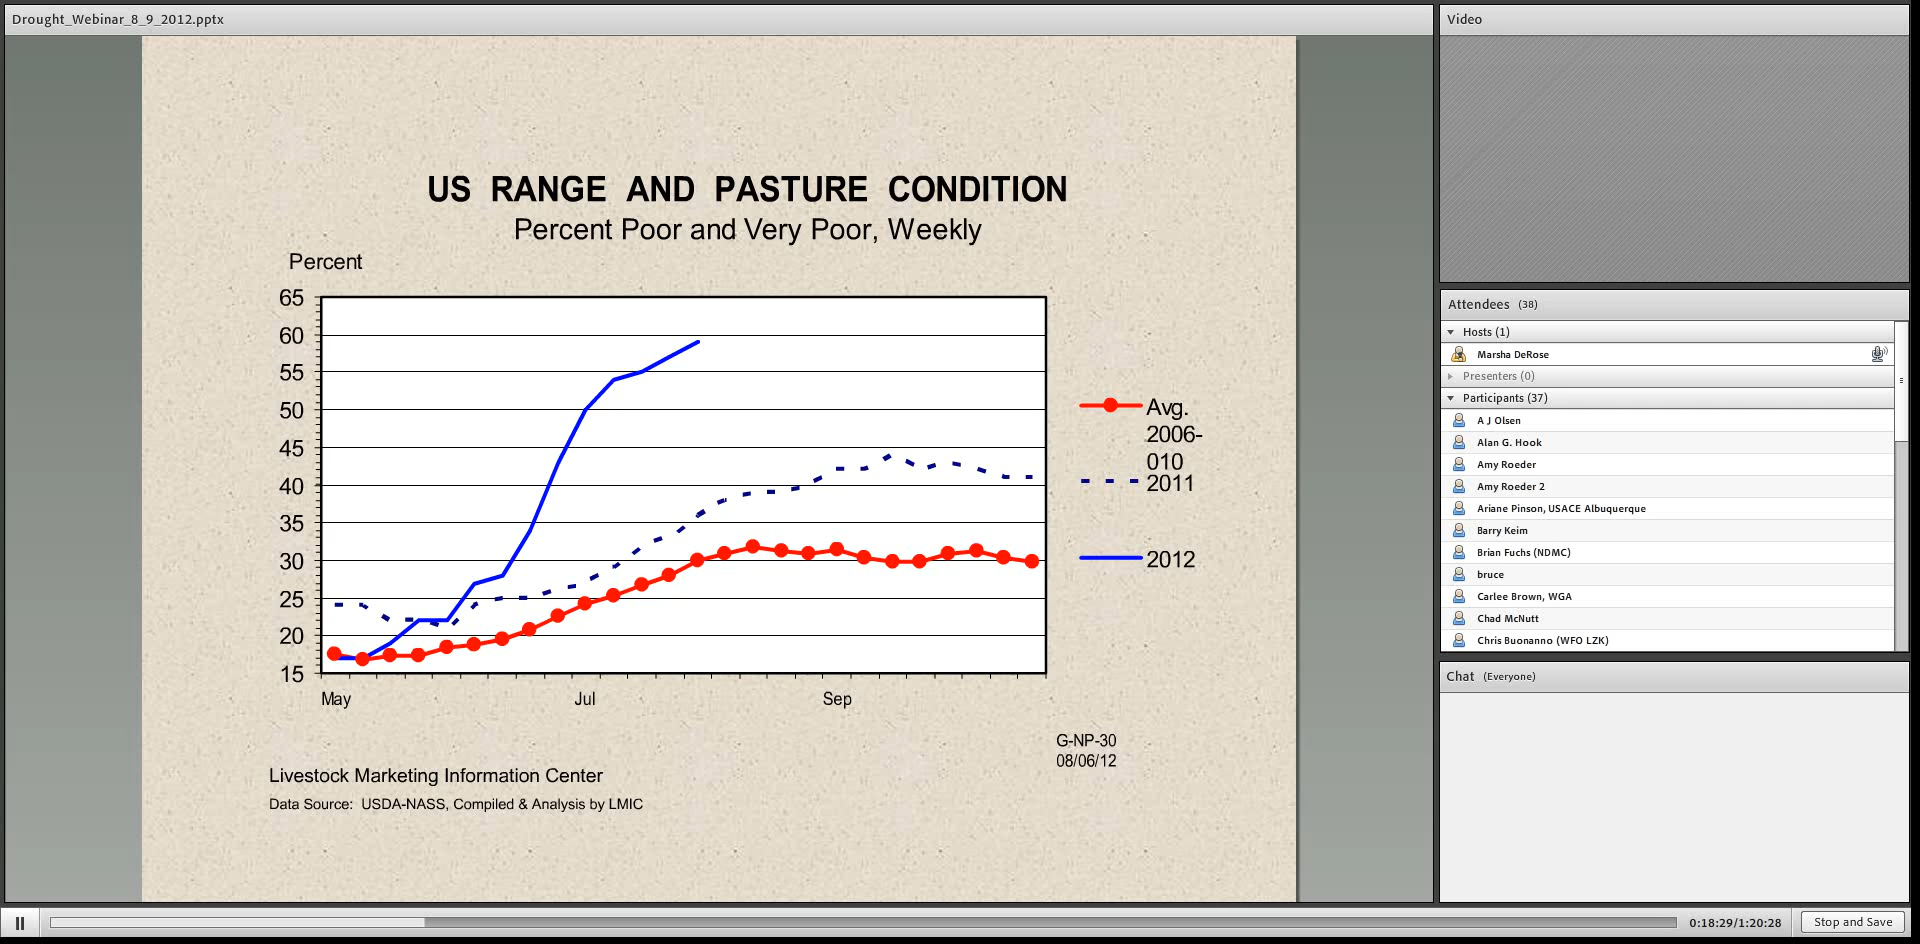 Drought_Webinar_8_9_2012.pptx
US RANGE AND PASTURE CONDITION
Percent Poor and Very Poor, Weekly
Percent
65
60
55
50
45
40
35
30
25
20
15
May Jul Sep
Avg.
2006-
010
2011
2012
G-NP-30
08/06/12
Livestock Marketing Information Center
Data Source: USDA-NASS, Compiled & Analysis by LMIC
Video
Attendees (38)
Hosts (1)
Marsha DeRose
Presenters (0)
Participants (37)
A J Olsen
Alan G. Hook
Amy Roeder
Amy Roeder 2
Ariane Pinson, USACE Albuquerque
Barry Keim
Brian Fuchs (NDMC)
bruce
Carlee Brown, WGA
Chad McNutt
Chris Buonanno (WFO LZK)
Chat (Everyone)
0:18:29/1:20:28
Stop and Save